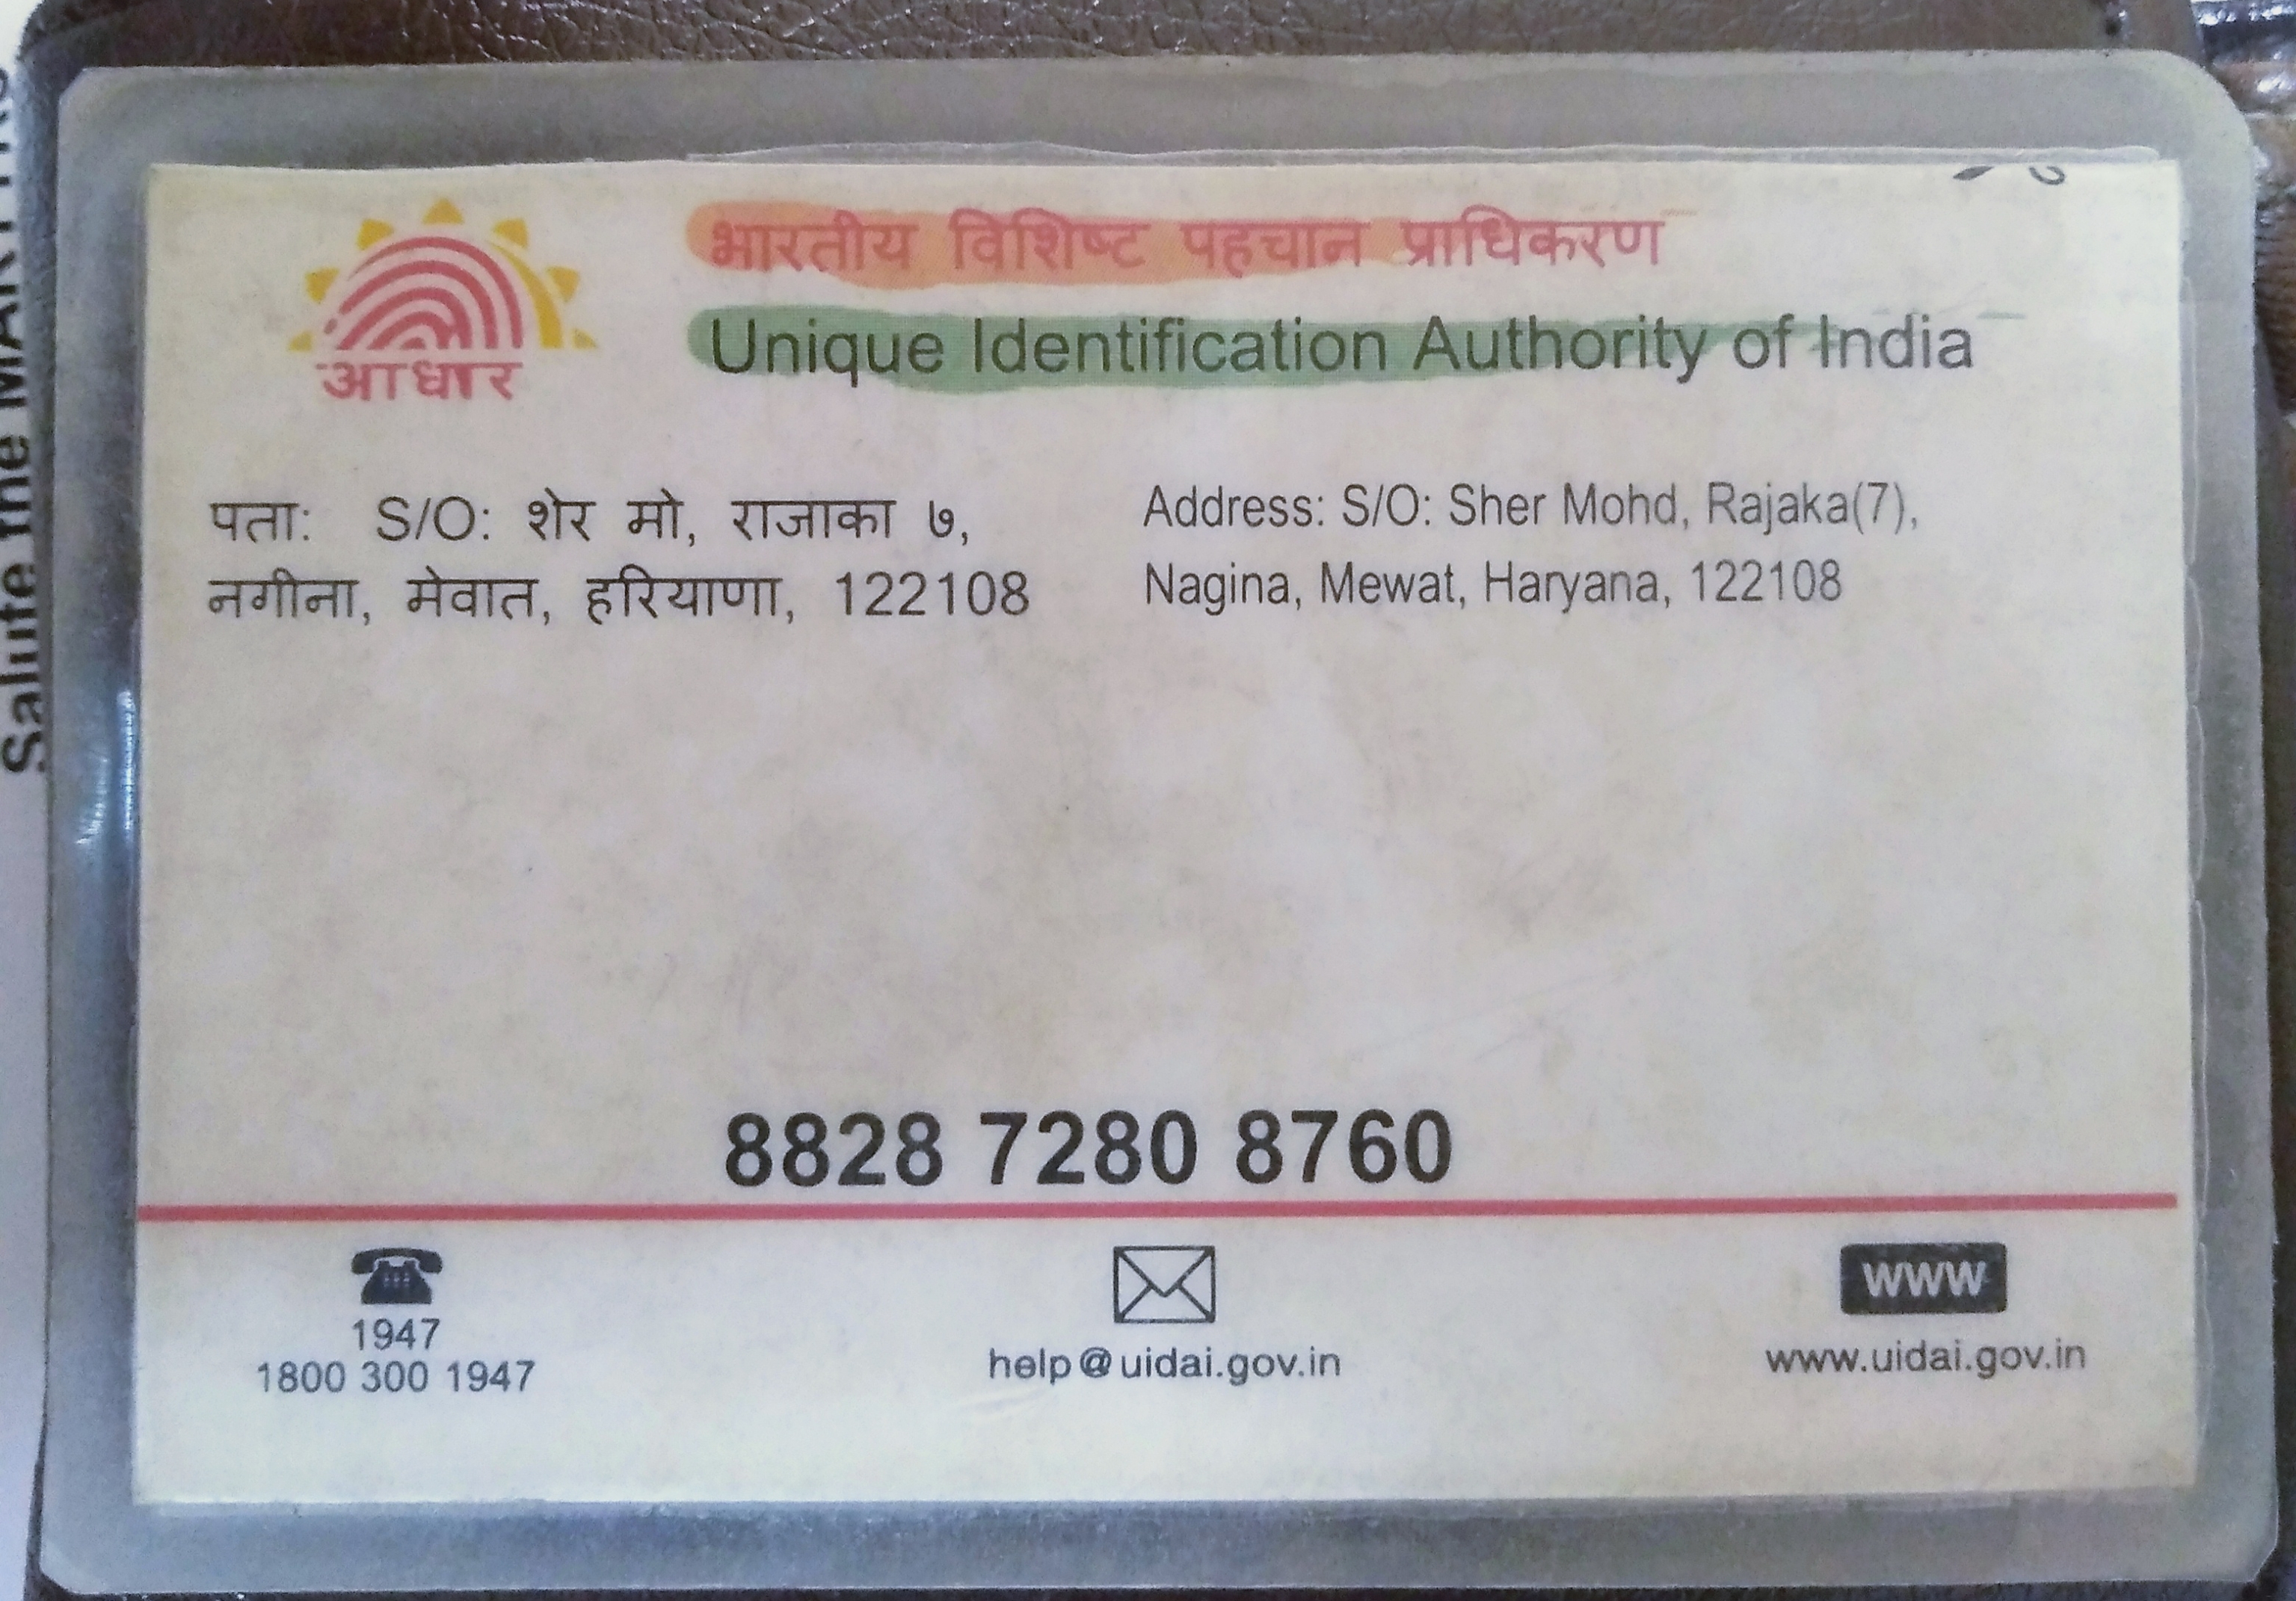 भारतीय विशिष्ट पहचान प्राधिकरण
Unique Identification Authority of India
आधार
पता: S/O: शेर मो, राजाका ७,
नगीना, मेवात, हरियाणा, 122108
Address: S/O: Sher Mohd, Rajaka(7),
Nagina, Mewat, Haryana, 122108
8828 7280 8760
1947
1800 300 1947
help@uidai.gov.in
www
www.uidai.gov.in
Salute the